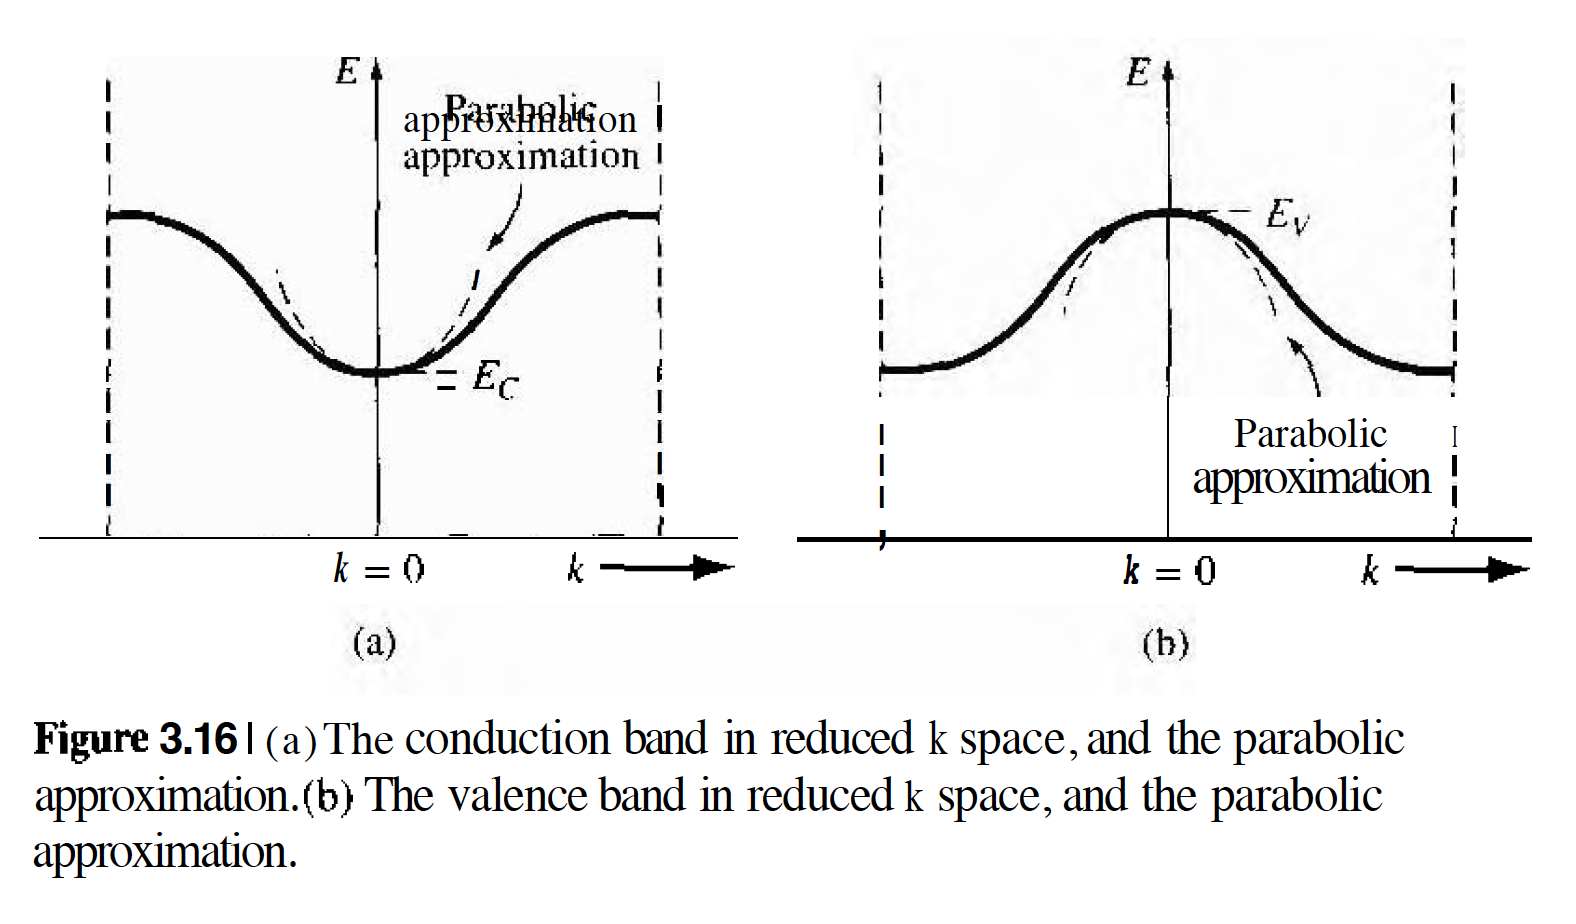 E
Parabolic
approximation
approximation
E_C
k = 0
k
(a)
E
E_V
Parabolic
approximation
k = 0
k
(b)
Figure 3.16 | (a) The conduction band in reduced k space, and the parabolic
approximation. (b) The valence band in reduced k space, and the parabolic
approximation.